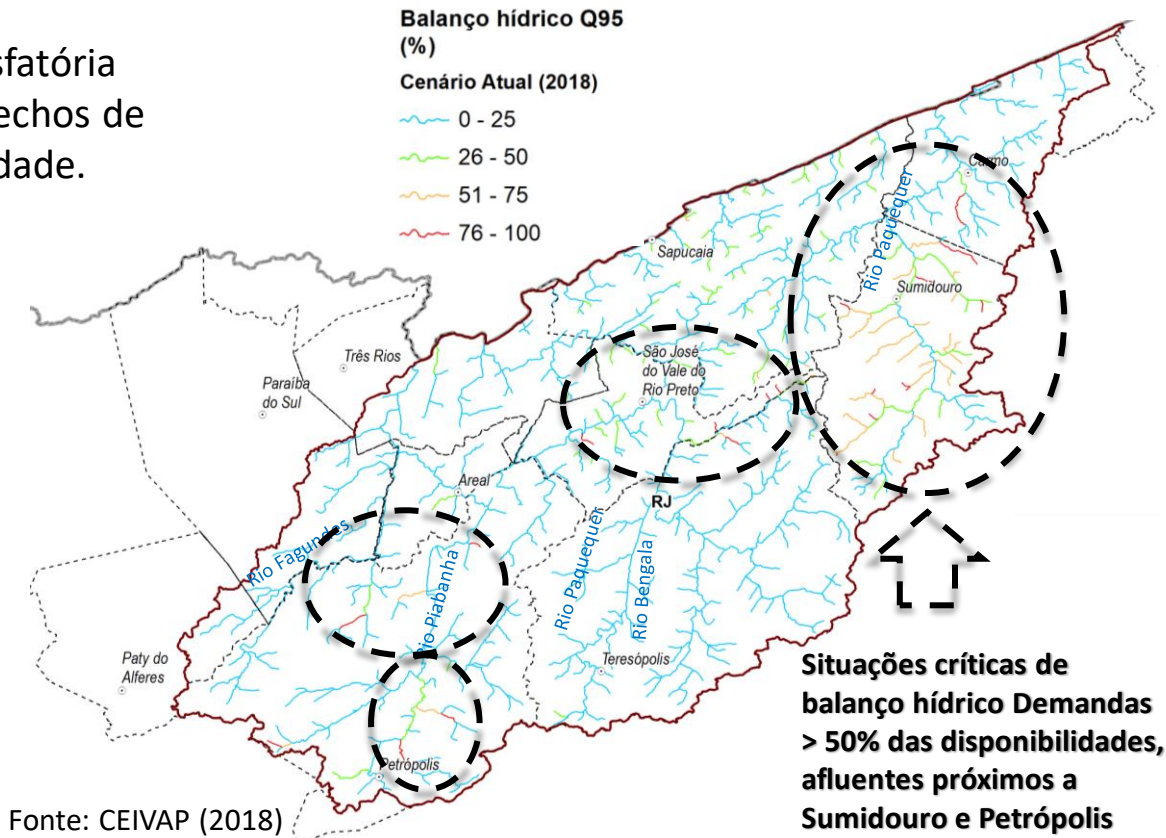 sfatória
echos de
dade.
Balanço hídrico Q95
(%)
Cenário Atual (2018)
0 - 25
26 - 50
51 - 75
76 - 100
Carmo
Rio Paquequer
Sapucaia
Sumidouro
Três Rios
São José
do Vale do
Rio Preto
Paraíba
do Sul
Areal
RJ
Rio Fagundes
Rio Piabanha
Rio Paquequer
Rio Bengala
Paty do
Alferes
Teresópolis
Petrópolis
Situações críticas de
balanço hídrico Demandas
> 50% das disponibilidades,
afluentes próximos a
Sumidouro e Petrópolis
Fonte: CEIVAP (2018)